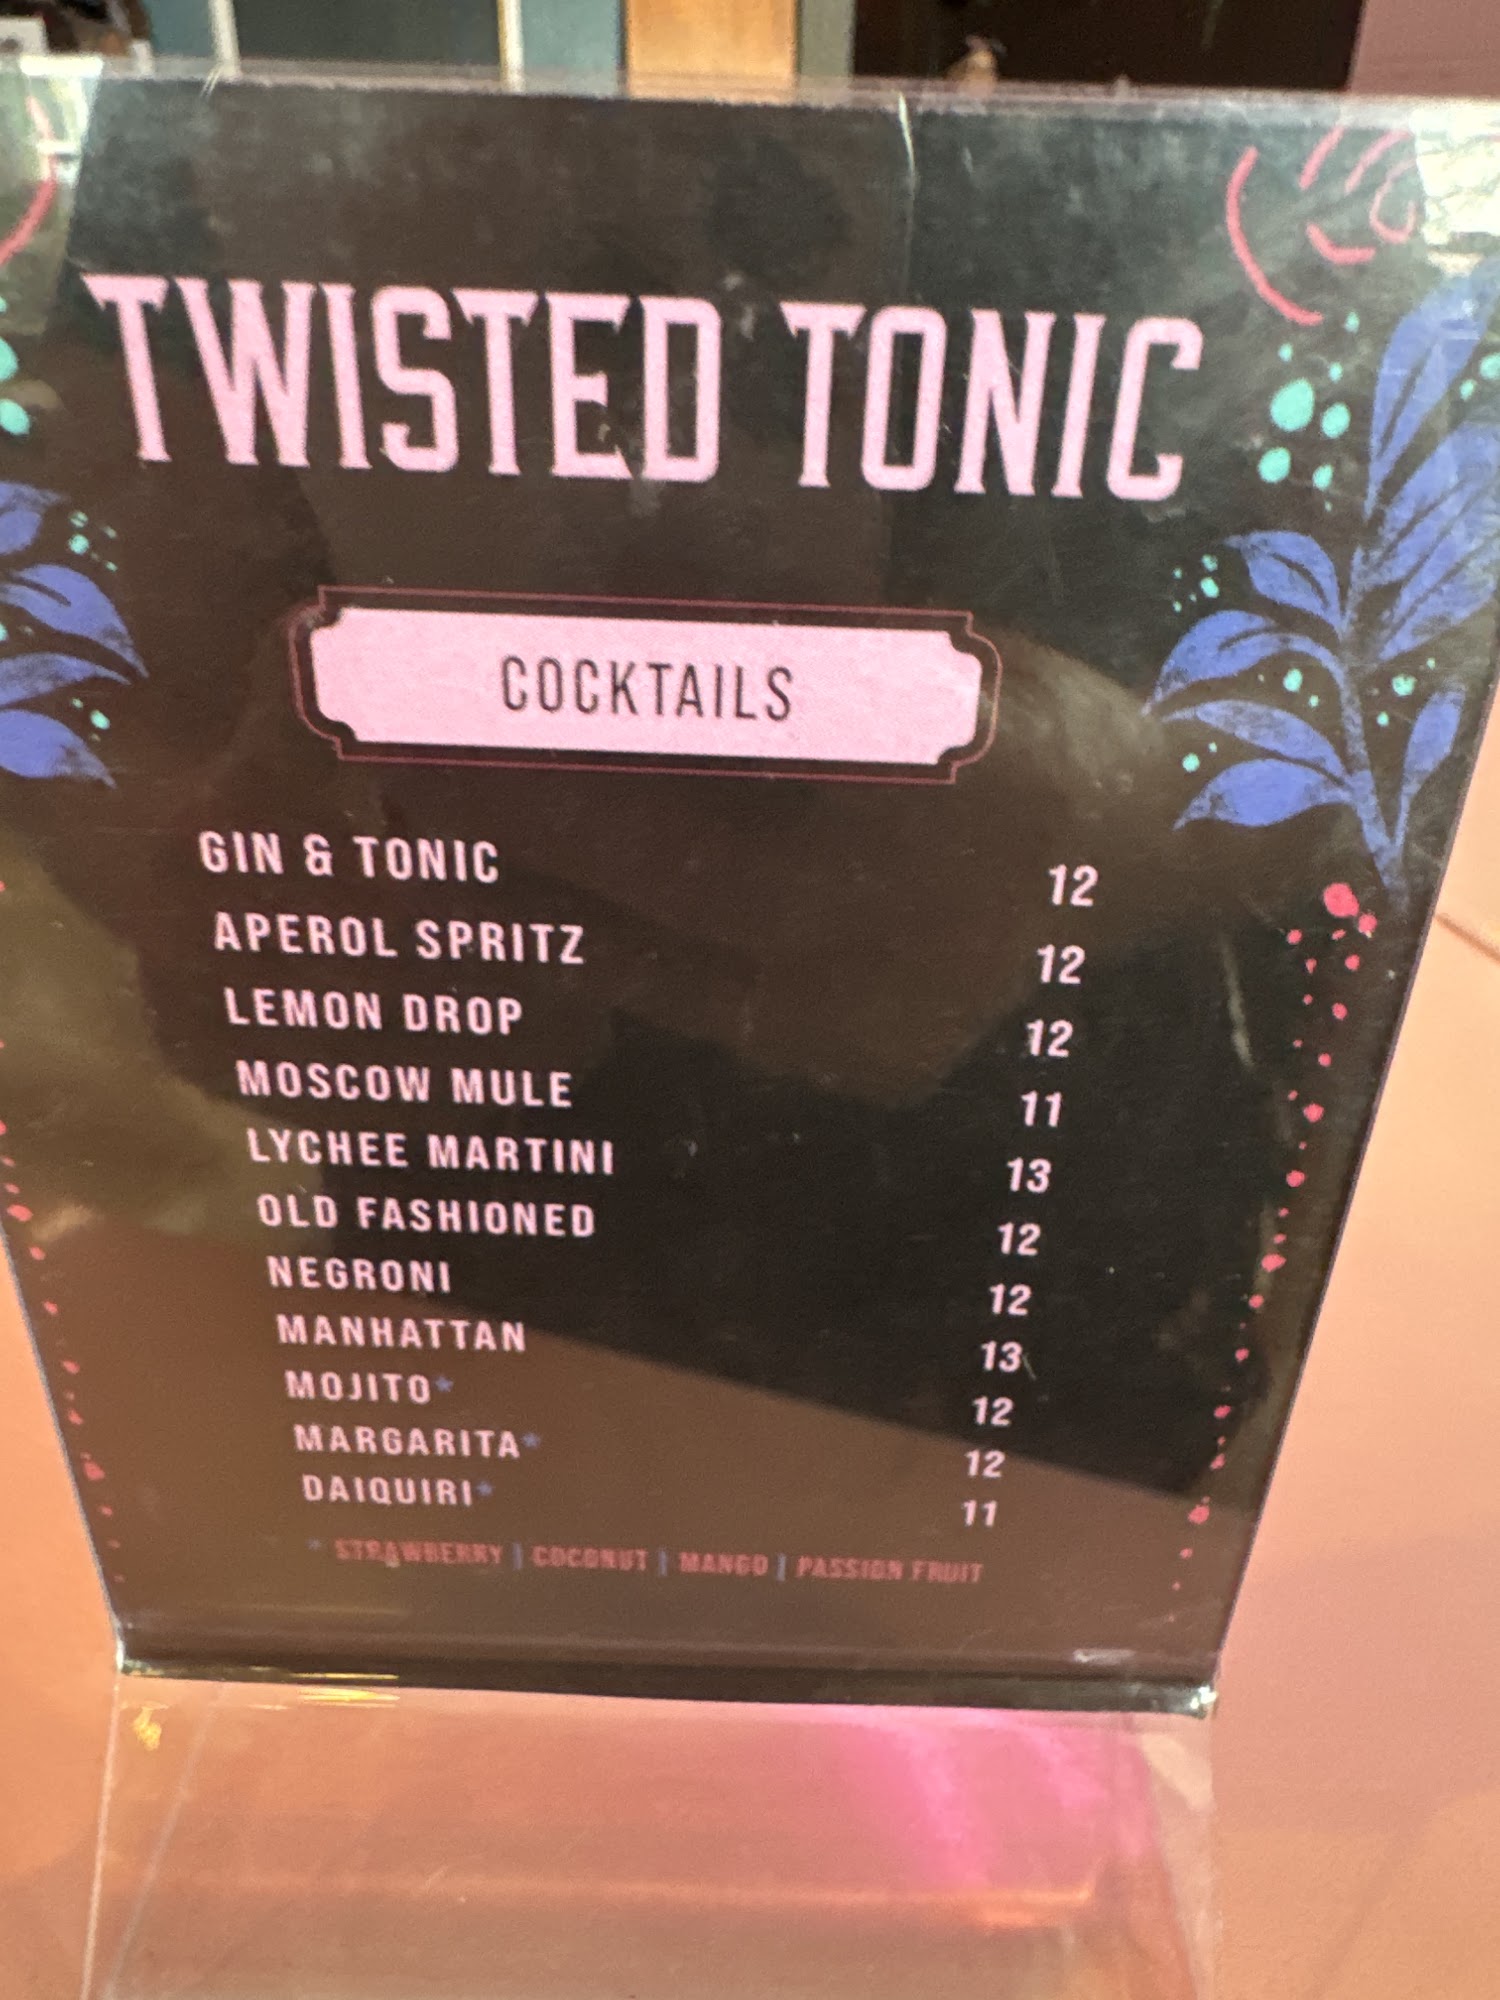 TWISTED TONIC
COCKTAILS
GIN & TONIC 12
APEROL SPRITZ 12
LEMON DROP 12
MOSCOW MULE 11
LYCHEE MARTINI 13
OLD FASHIONED 12
NEGRONI 12
MANHATTAN 13
MOJITO* 12
MARGARITA* 12
DAIQUIRI* 11
* STRAWBERRY | COCONUT | MANGO | PASSION FRUIT